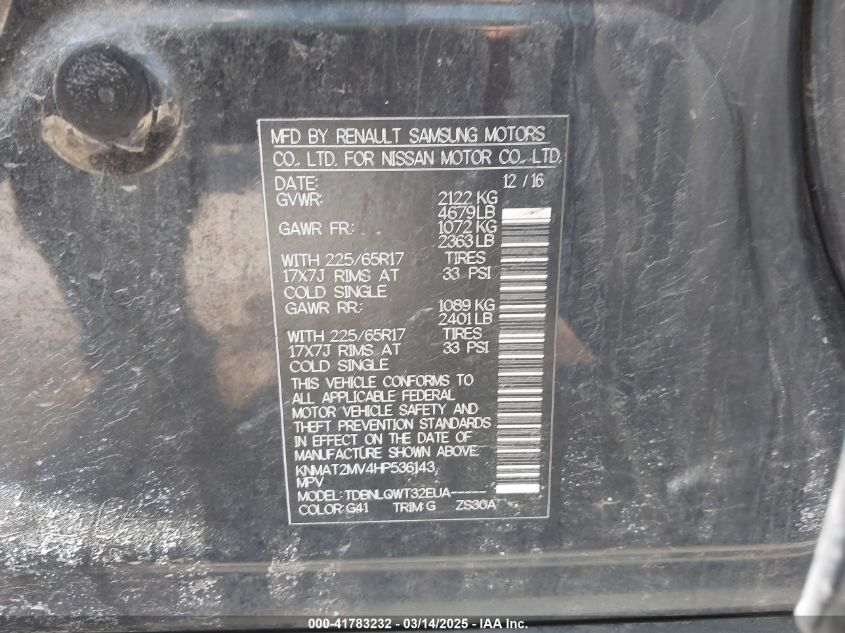 MFD BY RENAULT SAMSUNG MOTORS
CO., LTD. FOR NISSAN MOTOR CO., LTD.
DATE: 12 / 16
GVWR: 2122 KG
4679 LB
GAWR FR: 1072 KG
2363 LB
WITH 225/65R17 TIRES
17X7J RIMS AT 33 PSI
COLD SINGLE
GAWR RR: 1089 KG
2401 LB
WITH 225/65R17 TIRES
17X7J RIMS AT 33 PSI
COLD SINGLE
THIS VEHICLE CONFORMS TO
ALL APPLICABLE FEDERAL
MOTOR VEHICLE SAFETY AND
THEFT PREVENTION STANDARDS
IN EFFECT ON THE DATE OF
MANUFACTURE SHOWN ABOVE.
KNMAT2MV4HP536143,
MPV
MODEL: TDBNLQWT32EUA-----
COLOR: G41 TRIM: G ZS30A
000-41783232 - 03/14/2025 - IAA Inc.